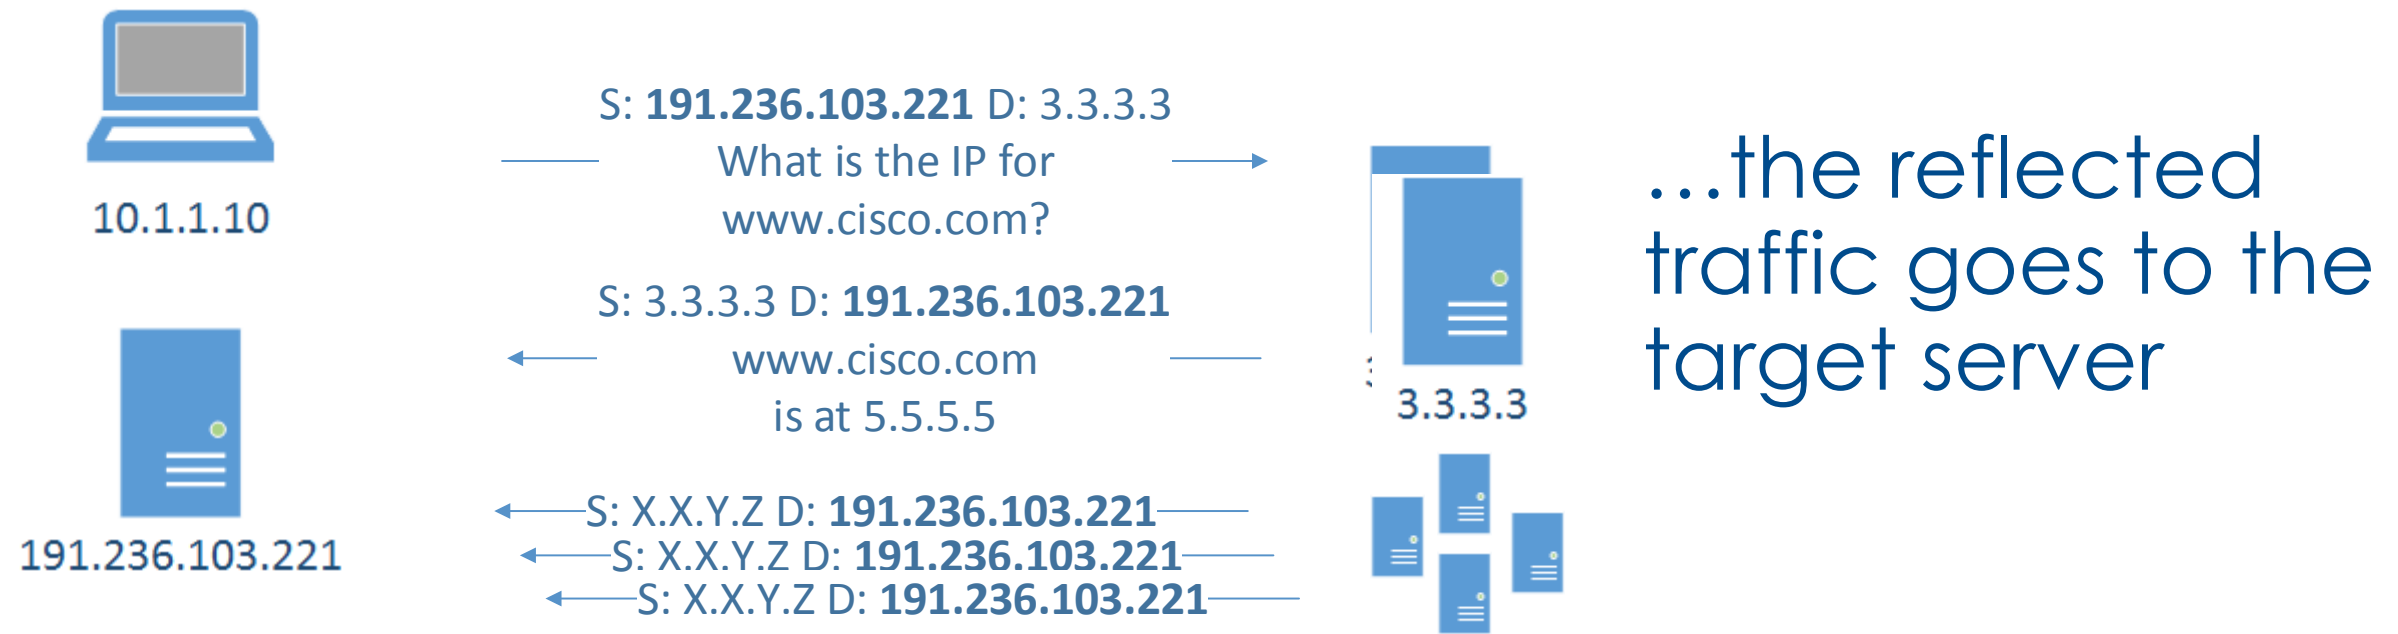 10.1.1.10
191.236.103.221
S: 191.236.103.221 D: 3.3.3.3
What is the IP for
www.cisco.com?
S: 3.3.3.3 D: 191.236.103.221
www.cisco.com
is at 5.5.5.5
S: X.X.Y.Z D: 191.236.103.221
S: X.X.Y.Z D: 191.236.103.221
S: X.X.Y.Z D: 191.236.103.221
3.3.3.3
...the reflected
traffic goes to the
target server